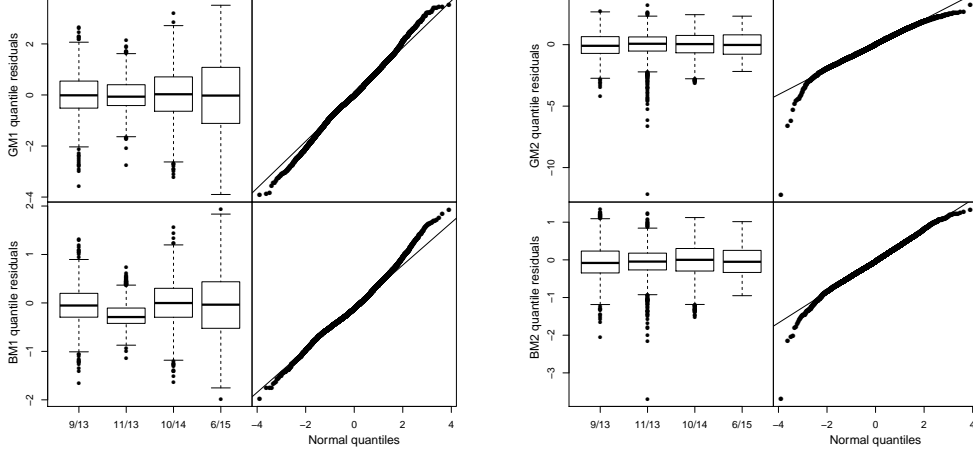 GM1 quantile residuals
2
0
−2
−4
BM1 quantile residuals
2
1
0
−1
−2
9/13 11/13 10/14 6/15
−4 −2 0 2 4
Normal quantiles
GM2 quantile residuals
0
−5
−10
BM2 quantile residuals
1
0
−1
−2
−3
9/13 11/13 10/14 6/15
−4 −2 0 2 4
Normal quantiles